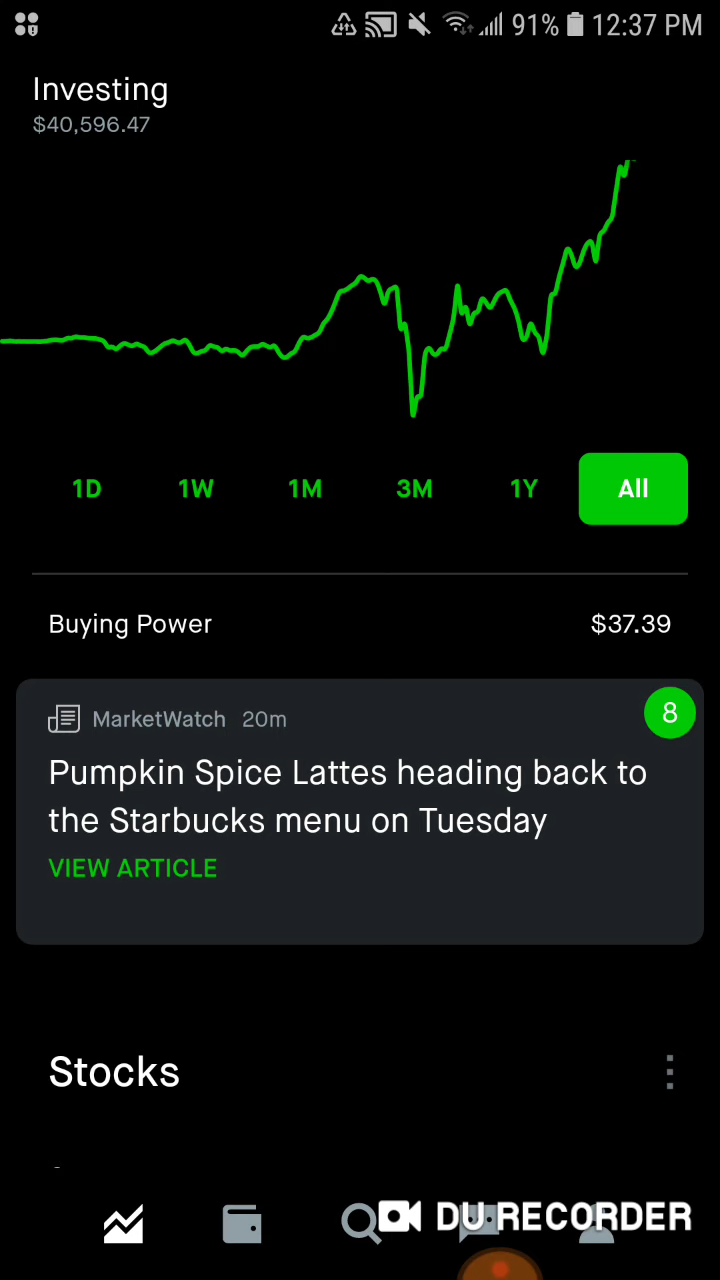 91% 12:37 PM
Investing
$40,596.47
1D 1W 1M 3M 1Y All
Buying Power $37.39
MarketWatch 20m 8
Pumpkin Spice Lattes heading back to
the Starbucks menu on Tuesday
VIEW ARTICLE
Stocks
DU RECORDER